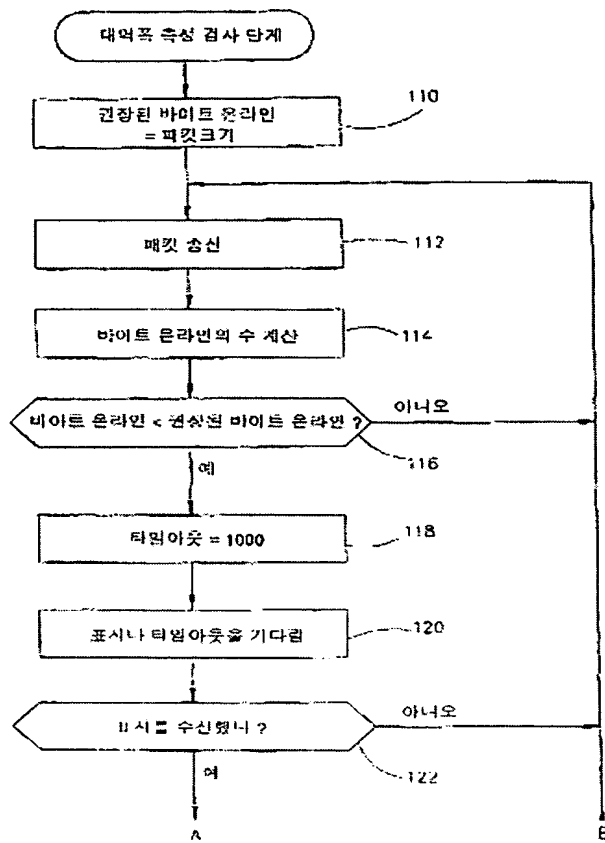 대역폭 측정 검사 단계
권장된 바이트 온라인
= 패킷크기
110
패킷 송신
112
바이트 온라인의 수 계산
114
바이트 온라인 < 권장된 바이트 온라인 ?
아니오
116
예
타임아웃 = 1000
118
표시나 타임아웃을 기다림
120
표시를 수신했니 ?
아니오
122
예
A
B